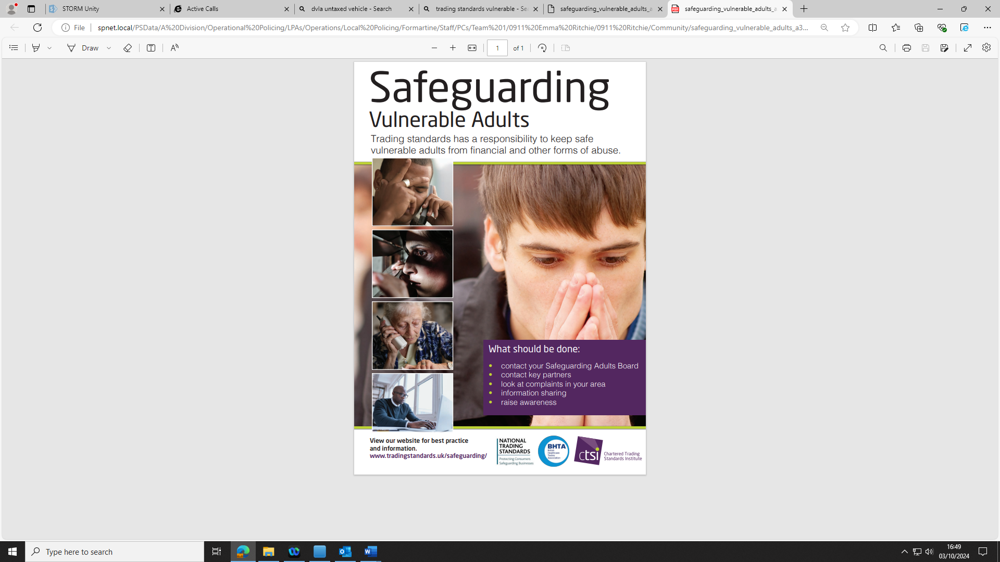 STORM Unity
Active Calls
dvla untaxed vehicle - Search
trading standards vulnerable - Se
safeguarding_vulnerable_adults_a
safeguarding_vulnerable_adults_a
File
spnet.local/PSData/A%20Division/Operational%20Policing/LPAs/Operations/Local%20Policing/Formartine/Staff/PCs/Team%201/0911%20Emma%20Ritchie/0911%20Ritchie/Community/safeguarding_vulnerable_adults_a3...
Draw
1 of 1
Safeguarding
Vulnerable Adults
Trading standards has a responsibility to keep safe
vulnerable adults from financial and other forms of abuse.
What should be done:
• contact your Safeguarding Adults Board
• contact key partners
• look at complaints in your area
• information sharing
• raise awareness
View our website for best practice
and information.
www.tradingstandards.uk/safeguarding/
NATIONAL
TRADING
STANDARDS
Protecting Consumers
Safeguarding Businesses
BHTA
British
Healthcare
Trades
Association
ctsi
Chartered Trading
Standards Institute
Type here to search
16:49
03/10/2024